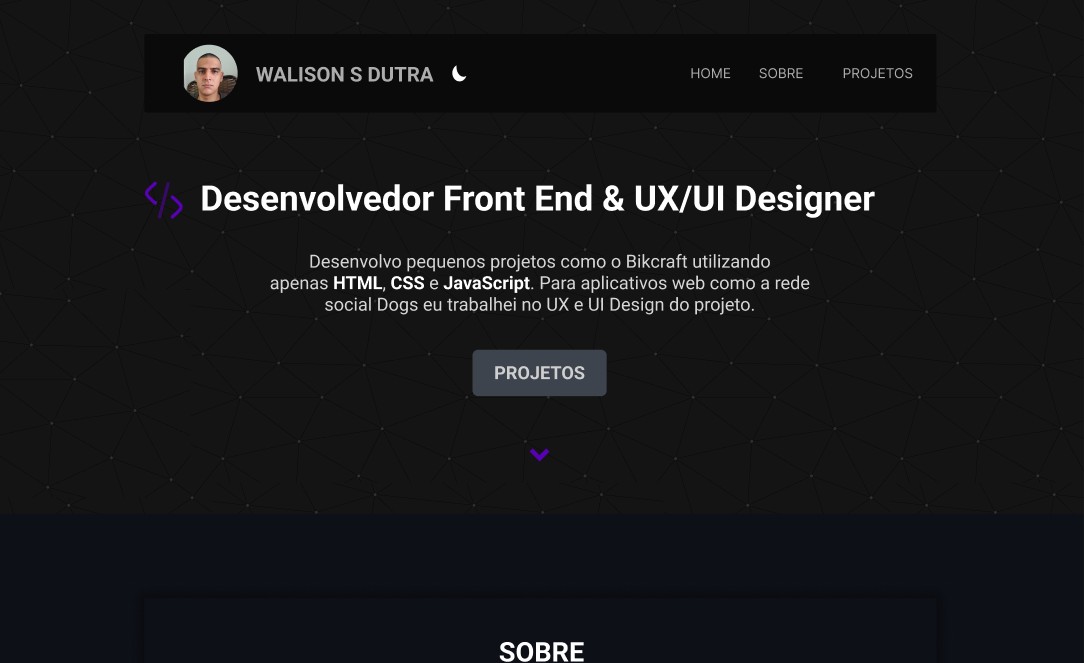 WALISON S DUTRA
HOME SOBRE PROJETOS
Desenvolvedor Front End & UX/UI Designer
Desenvolvo pequenos projetos como o Bikcraft utilizando
apenas HTML, CSS e JavaScript. Para aplicativos web como a rede
social Dogs eu trabalhei no UX e UI Design do projeto.
PROJETOS
SOBRE